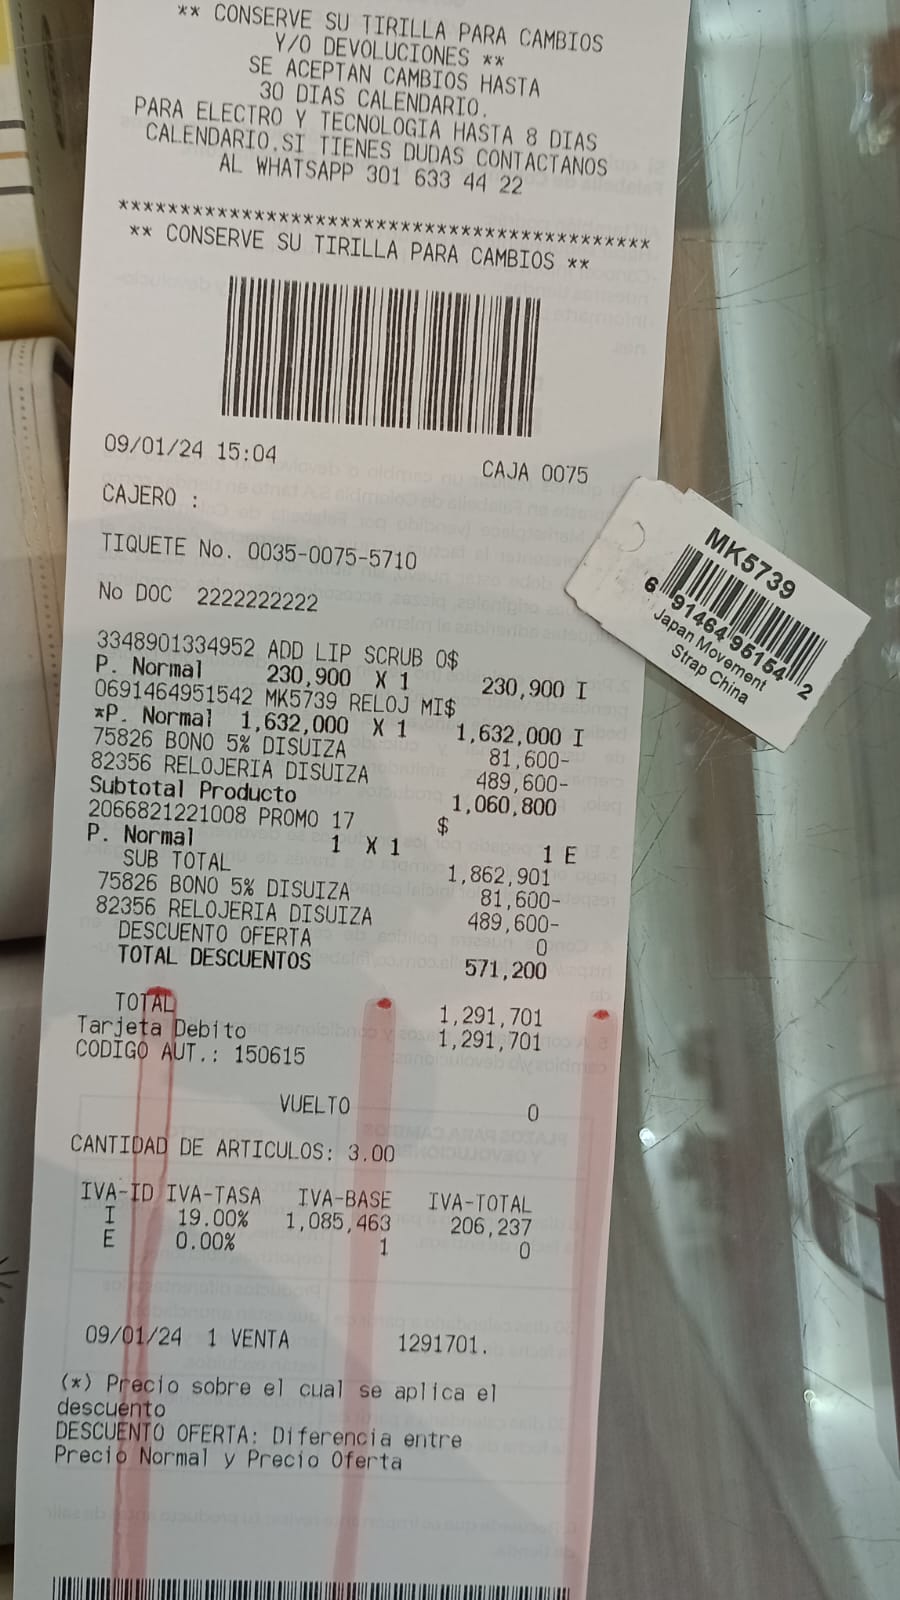 ** CONSERVE SU TIRILLA PARA CAMBIOS
Y/O DEVOLUCIONES **
SE ACEPTAN CAMBIOS HASTA
30 DIAS CALENDARIO.
PARA ELECTRO Y TECNOLOGIA HASTA 8 DIAS
CALENDARIO.SI TIENES DUDAS CONTACTANOS
AL WHATSAPP 301 633 44 22
*******************************************
** CONSERVE SU TIRILLA PARA CAMBIOS **
09/01/24 15:04 CAJA 0075
CAJERO :
TIQUETE No. 0035-0075-5710
No DOC 2222222222
3348901334952 ADD LIP SCRUB 0$
P. Normal 230,900 X 1 230,900 I
0691464951542 MK5739 RELOJ MI$
*P. Normal 1,632,000 X 1 1,632,000 I
75826 BONO 5% DISUIZA 81,600-
82356 RELOJERIA DISUIZA 489,600-
Subtotal Producto 1,060,800
2066821221008 PROMO 17 $
P. Normal 1 X 1 1 E
SUB TOTAL 1,862,901
75826 BONO 5% DISUIZA 81,600-
82356 RELOJERIA DISUIZA 489,600-
DESCUENTO OFERTA 0
TOTAL DESCUENTOS 571,200
TOTAL 1,291,701
Tarjeta Debito 1,291,701
CODIGO AUT.: 150615
VUELTO 0
CANTIDAD DE ARTICULOS: 3.00
IVA-ID IVA-TASA IVA-BASE IVA-TOTAL
I 19.00% 1,085,463 206,237
E 0.00% 1 0
09/01/24 1 VENTA 1291701.
(*) Precio sobre el cual se aplica el
descuento
DESCUENTO OFERTA: Diferencia entre
Precio Normal y Precio Oferta
MK5739
6 91464 95154 2
Japan Movement
Strap China